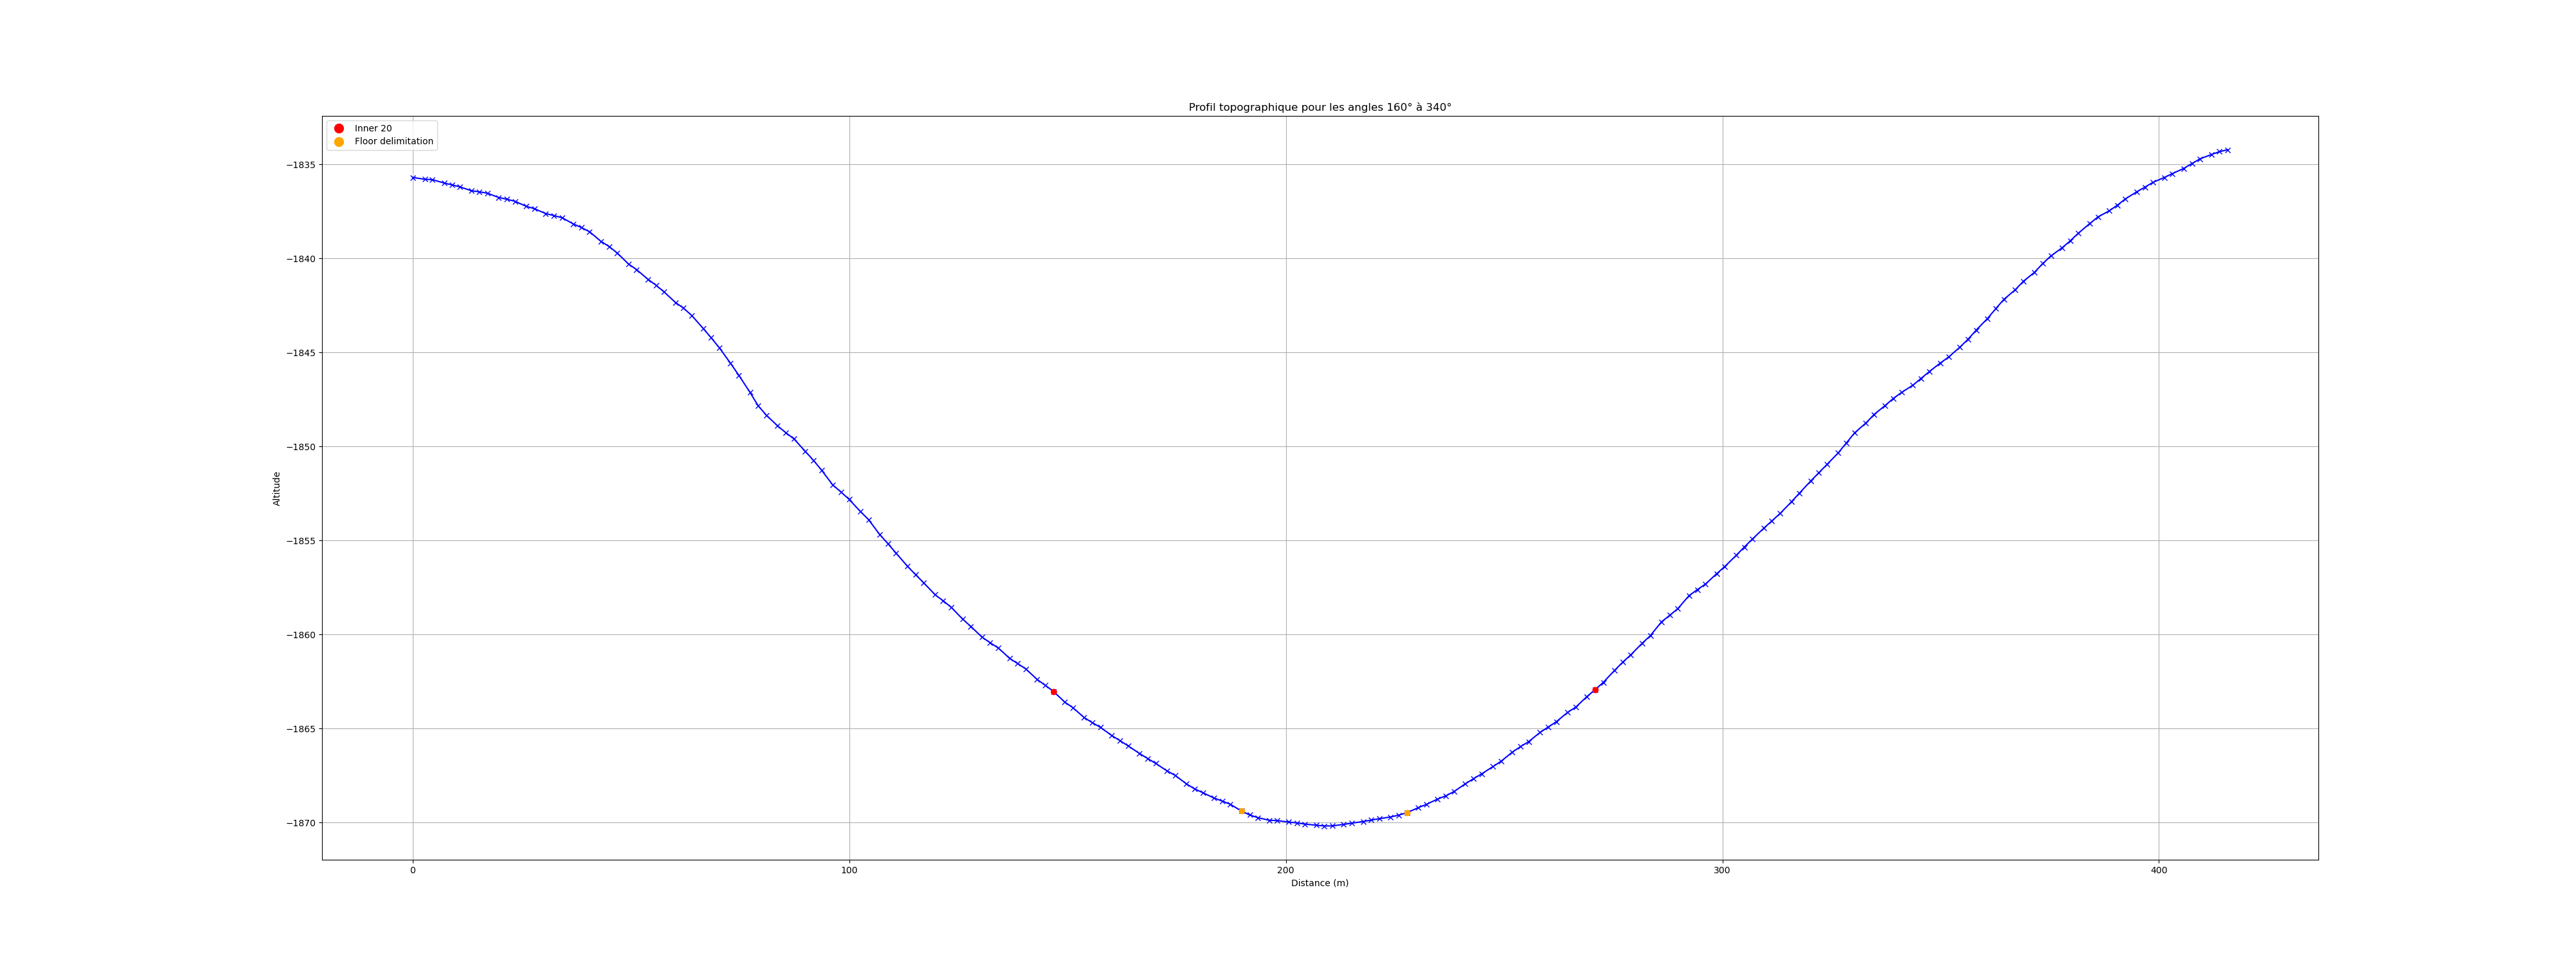 Profil topographique pour les angles 160° à 340°
Inner 20
Floor delimitation
−1835
−1840
−1845
−1850
−1855
−1860
−1865
−1870
Altitude
0 100 200 300 400
Distance (m)